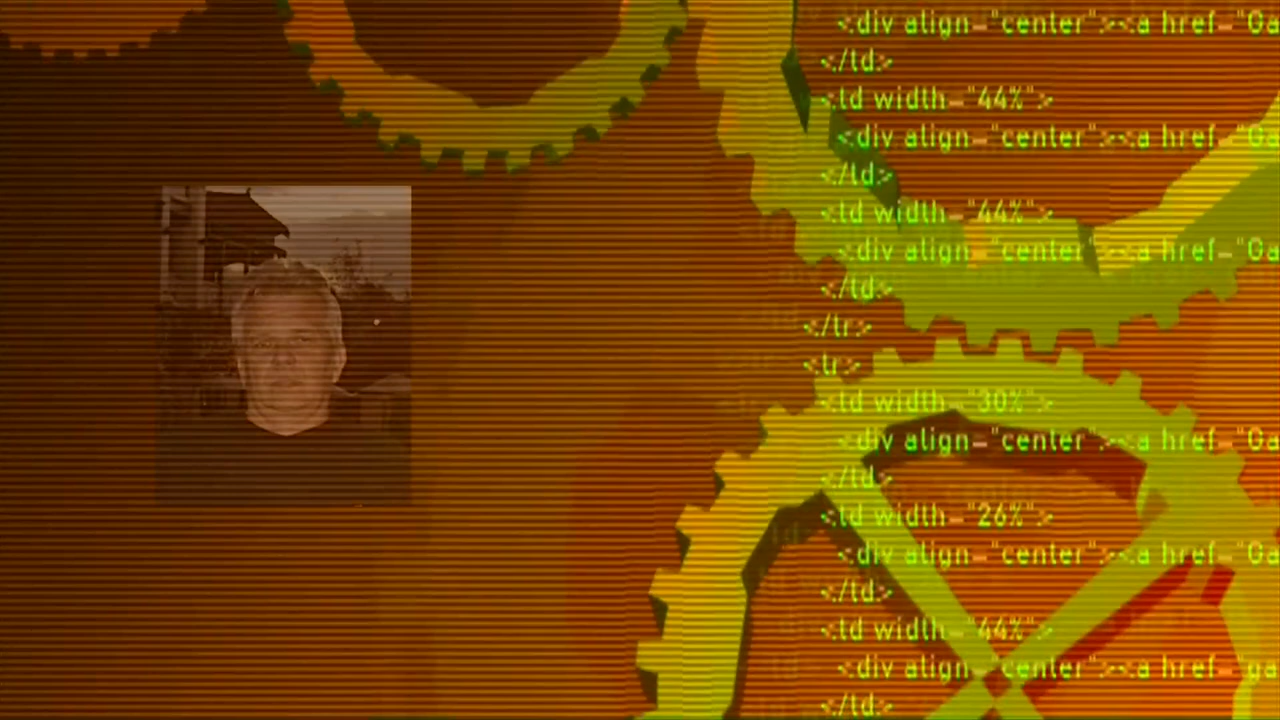 <div align="center"><a href="Ga
</td>
<td width="44%">
<div align="center"><a href="Ga
</td>
<td width="44%">
<div align="center"><a href="Ga
</td>
</tr>
<tr>
<td width="30%">
<div align="center"><a href="Ga
</td>
<td width="26%">
<div align="center"><a href="Ga
</td>
<td width="44%">
<div align="center"><a href="ga
</td>